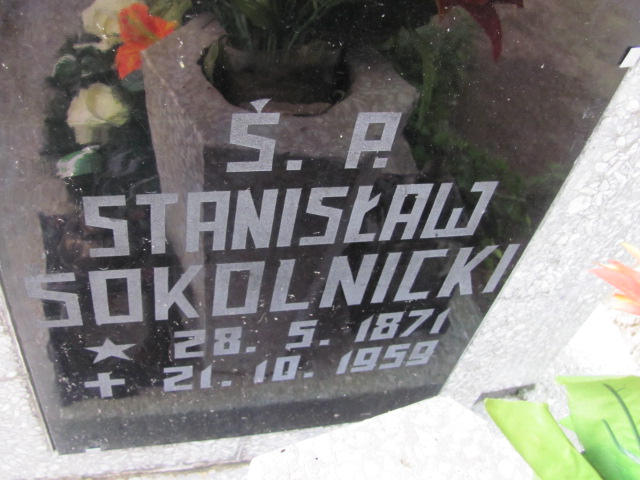 Ś. P.
STANISŁAW
SOKOLNICKI
★ 28. 5. 1871
+ 21. 10. 1959